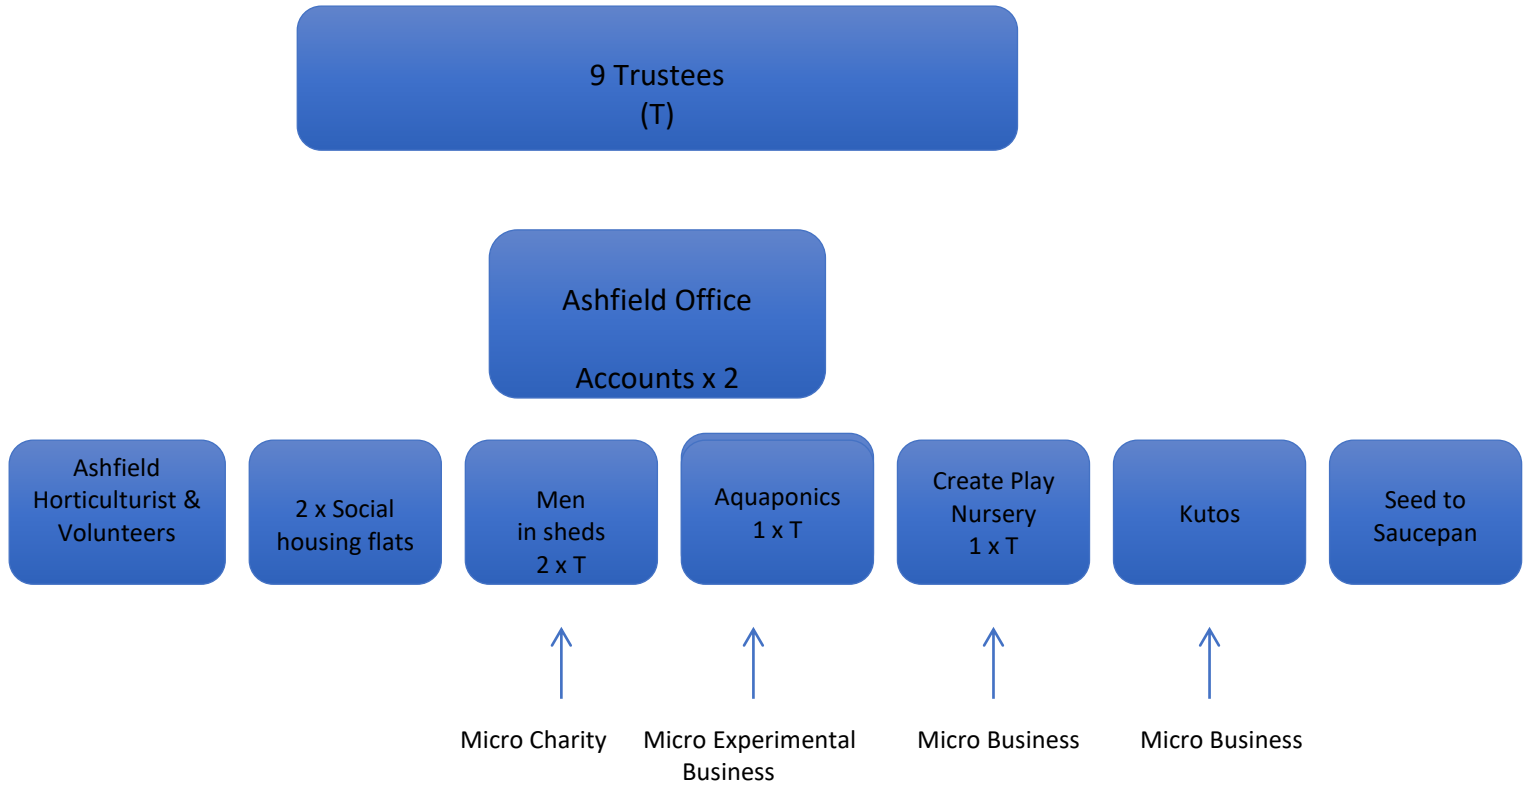 9 Trustees
(T)
Ashfield Office
Accounts x 2
Ashfield
Horticulturist &
Volunteers
2 x Social
housing flats
Men
in sheds
2 x T
Aquaponics
1 x T
Create Play
Nursery
1 x T
Kutos
Seed to
Saucepan
Micro Charity
Micro Experimental
Business
Micro Business
Micro Business